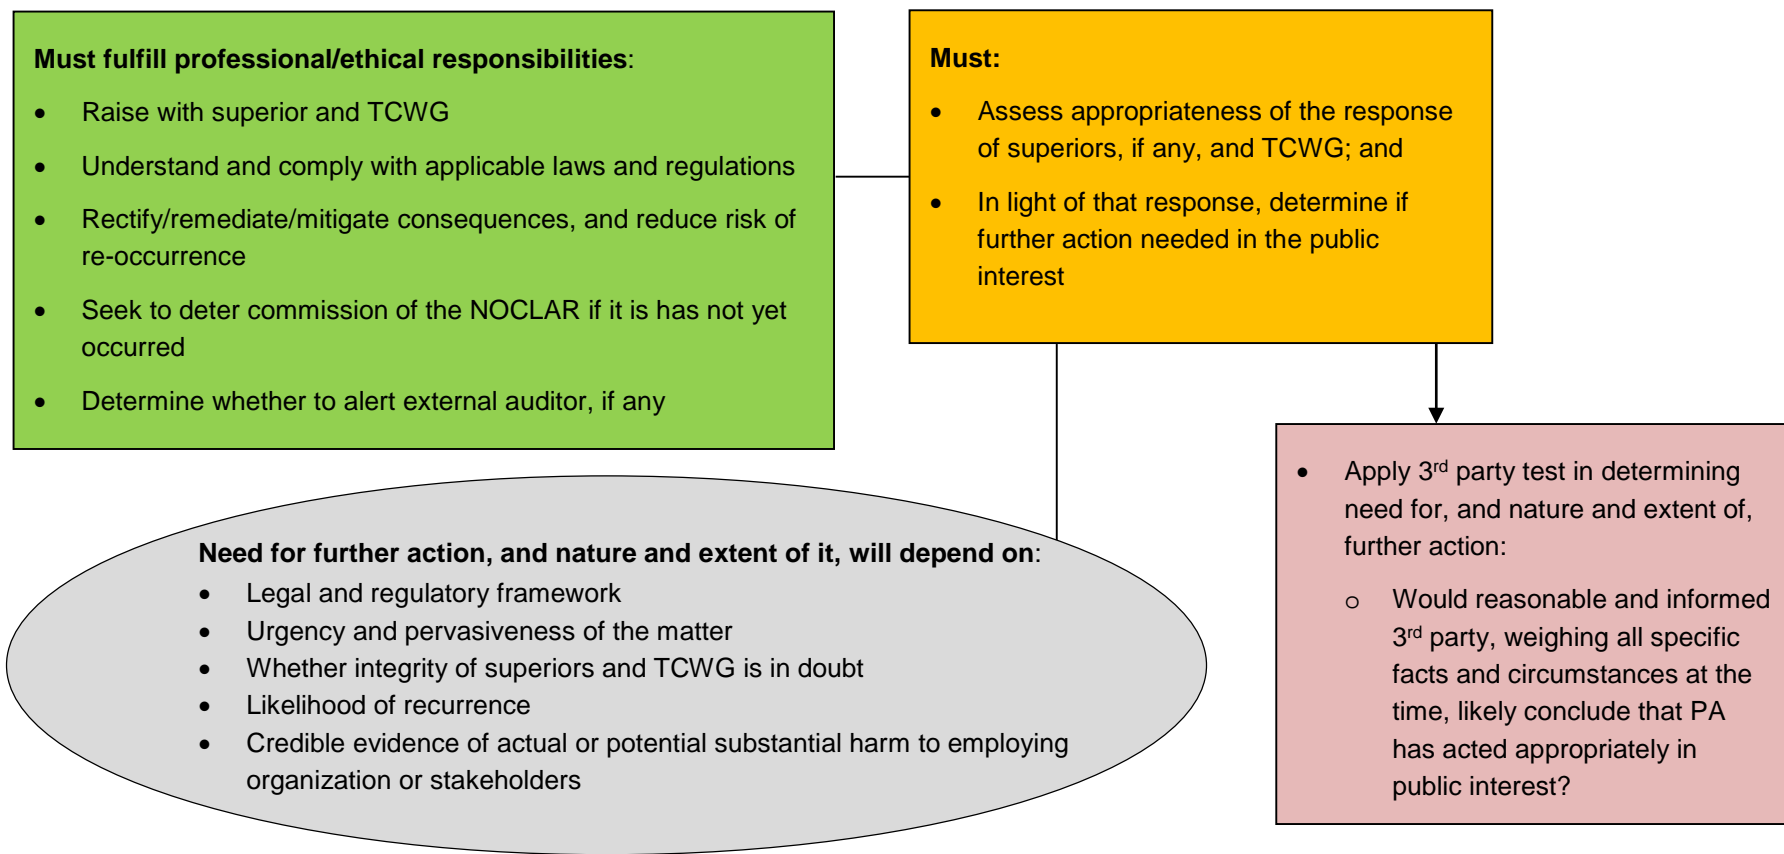 Must fulfill professional/ethical responsibilities:
• Raise with superior and TCWG
• Understand and comply with applicable laws and regulations
• Rectify/remediate/mitigate consequences, and reduce risk of
re-occurrence
• Seek to deter commission of the NOCLAR if it is has not yet
occurred
• Determine whether to alert external auditor, if any
Must:
• Assess appropriateness of the response
of superiors, if any, and TCWG; and
• In light of that response, determine if
further action needed in the public
interest
Need for further action, and nature and extent of it, will depend on:
• Legal and regulatory framework
• Urgency and pervasiveness of the matter
• Whether integrity of superiors and TCWG is in doubt
• Likelihood of recurrence
• Credible evidence of actual or potential substantial harm to employing
organization or stakeholders
• Apply 3rd party test in determining
need for, and nature and extent of,
further action:
o Would reasonable and informed
3rd party, weighing all specific
facts and circumstances at the
time, likely conclude that PA
has acted appropriately in
public interest?